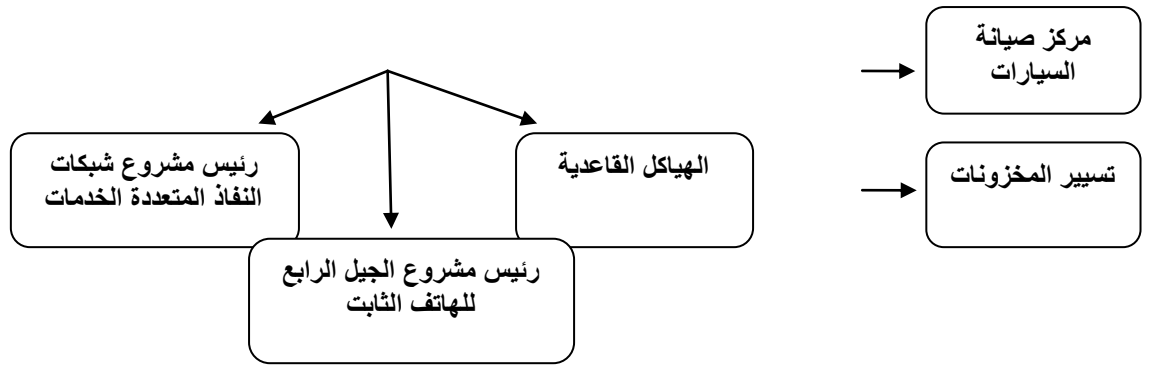 مركز صيانة
السيارات
تسيير المخزونات
الهياكل القاعدية
رئيس مشروع شبكات
النفاذ المتعددة الخدمات
رئيس مشروع الجيل الرابع
للهاتف الثابت